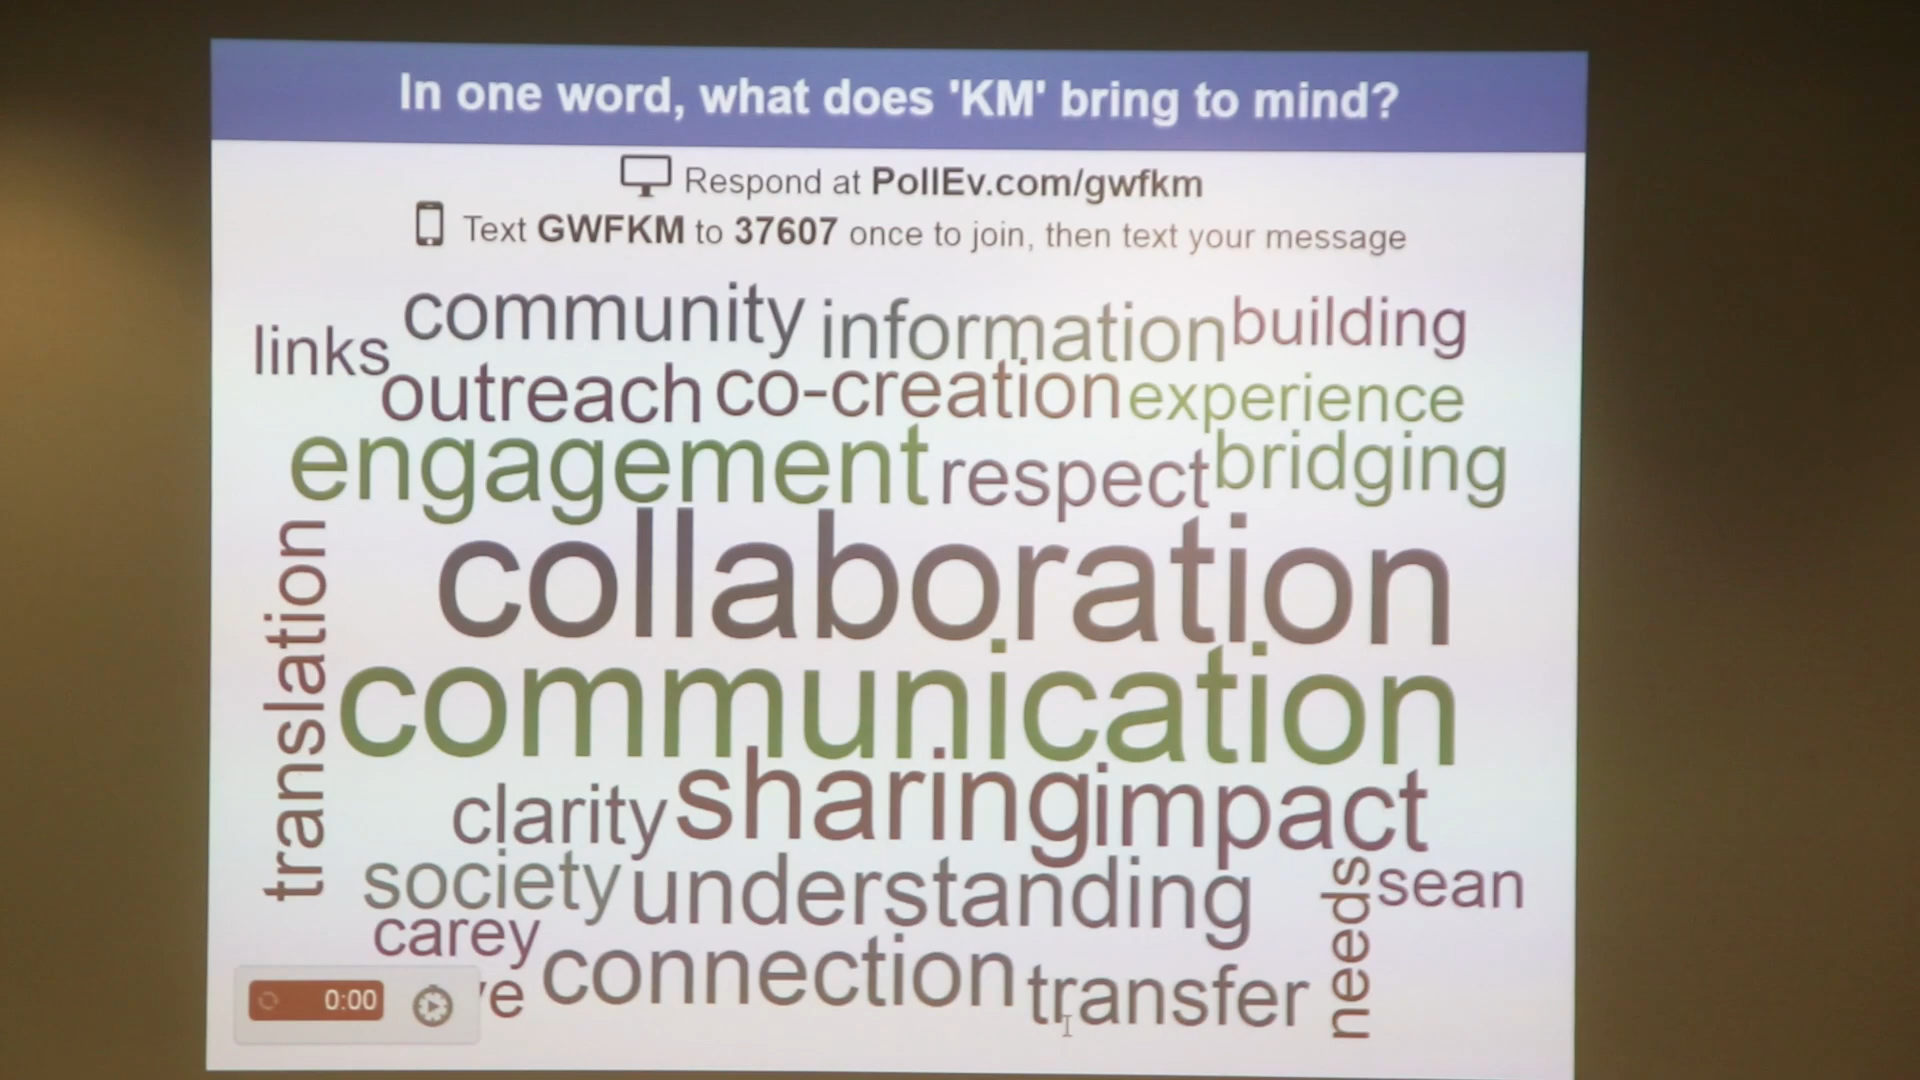 In one word, what does 'KM' bring to mind?
Respond at PollEv.com/gwfkm
Text GWFKM to 37607 once to join, then text your message
community information building
links
outreach co-creation experience
engagement respect bridging
translation
collaboration
communication
clarity sharing impact
society understanding needs sean
carey
connection transfer
0:00